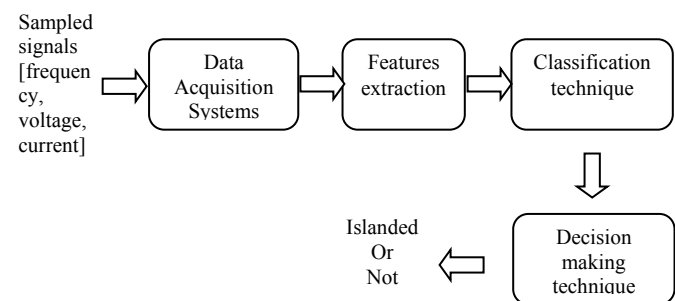 Sampled
signals
[frequen
cy,
voltage,
current]
Data
Acquisition
Systems
Features
extraction
Classification
technique
Decision
making
technique
Islanded
Or
Not